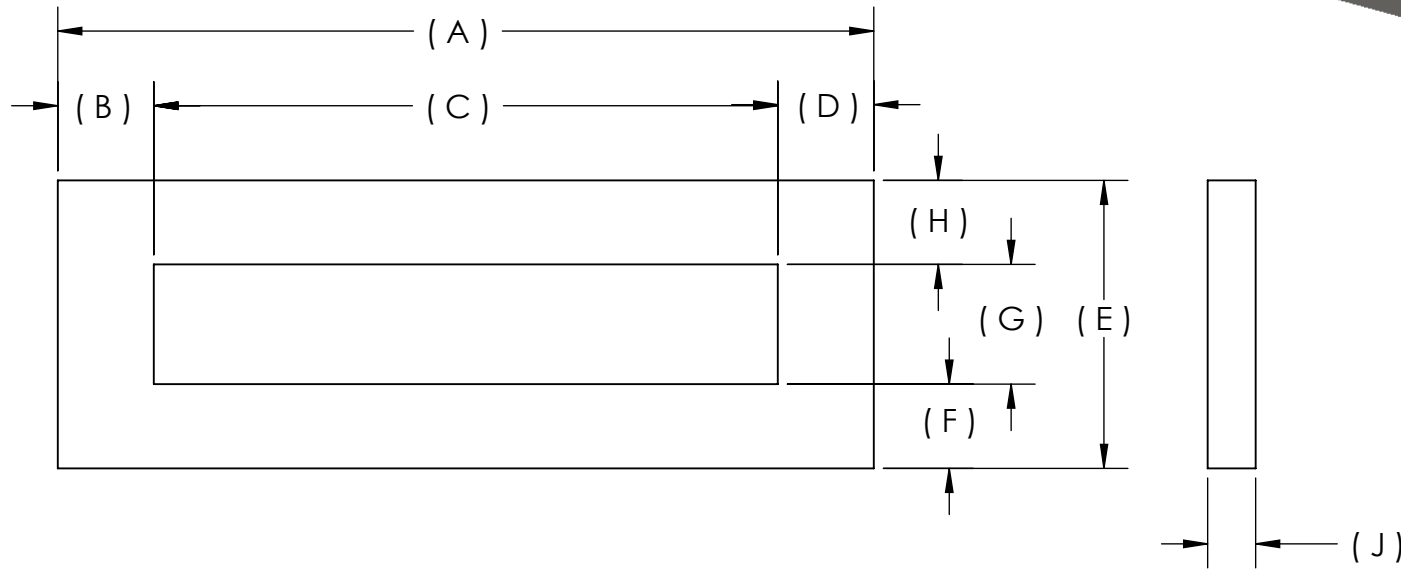 ( A )
( B )
( C )
( D )
( H )
( G )
( E )
( F )
( J )